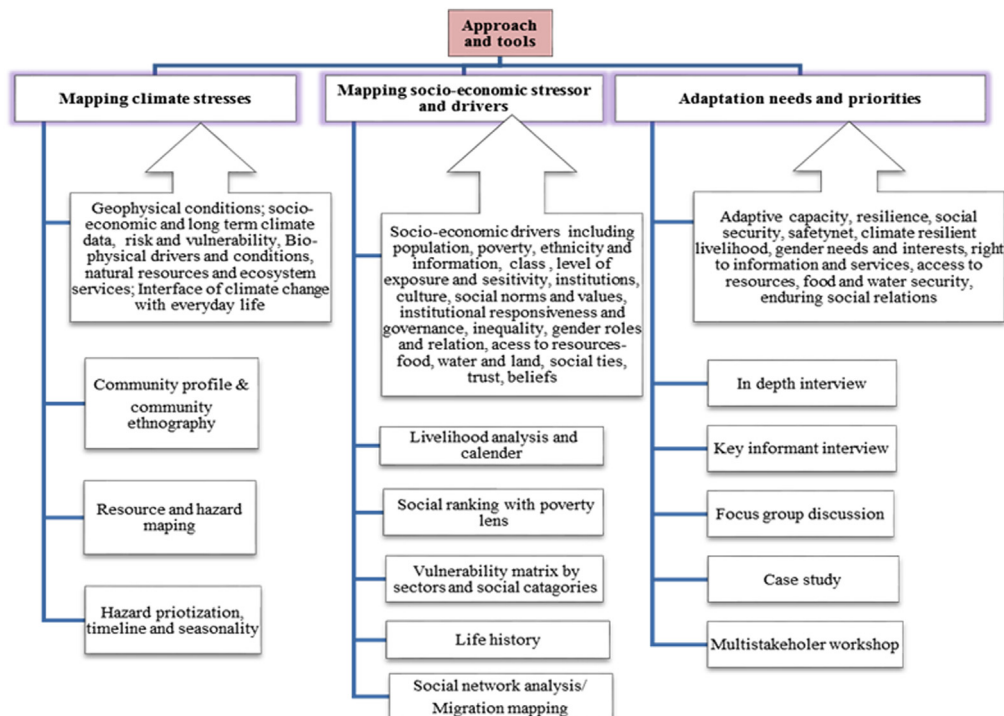 Approach
and tools
Mapping climate stresses
Mapping socio-economic stressor
and drivers
Adaptation needs and priorities
Geophysical conditions; socio-
economic and long term climate
data, risk and vulnerability, Bio-
physical drivers and conditions,
natural resources and ecosystem
services; Interface of climate change
with everyday life
Community profile &
community
ethnography
Resource and hazard
maping
Hazard priotization,
timeline and seasonality
Socio-economic drivers including
population, poverty, ethnicity and
information, class , level of
exposure and sesitivity, institutions,
culture, social norms and values,
institutional responsiveness and
governance, inequality, gender roles
and relation, acess to resources-
food, water and land, social ties,
trust, beliefs
Livelihood analysis and
calender
Social ranking with poverty
lens
Vulnerability matrix by
sectors and social catagories
Life history
Social network analysis/
Migration mapping
Adaptive capacity, resilience, social
security, safetynet, climate resilient
livelihood, gender needs and interests, right
to information and services, access to
resources, food and water security,
enduring social relations
In depth interview
Key informant interview
Focus group discussion
Case study
Multistakeholer workshop